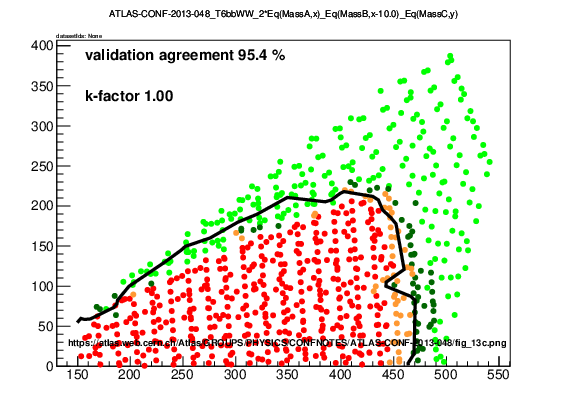 ATLAS-CONF-2013-048_T6bbWW_2*Eq(MassA,x)_Eq(MassB,x-10.0)_Eq(MassC,y)
datasetIds: None
validation agreement 95.4 %
k-factor 1.00
400
350
300
250
200
150
100
50
0
https://atlas.web.cern.ch/Atlas/GROUPS/PHYSICS/CONFNOTES/ATLAS-CONF-2013-048/fig_13c.png
150 200 250 300 350 400 450 500 550